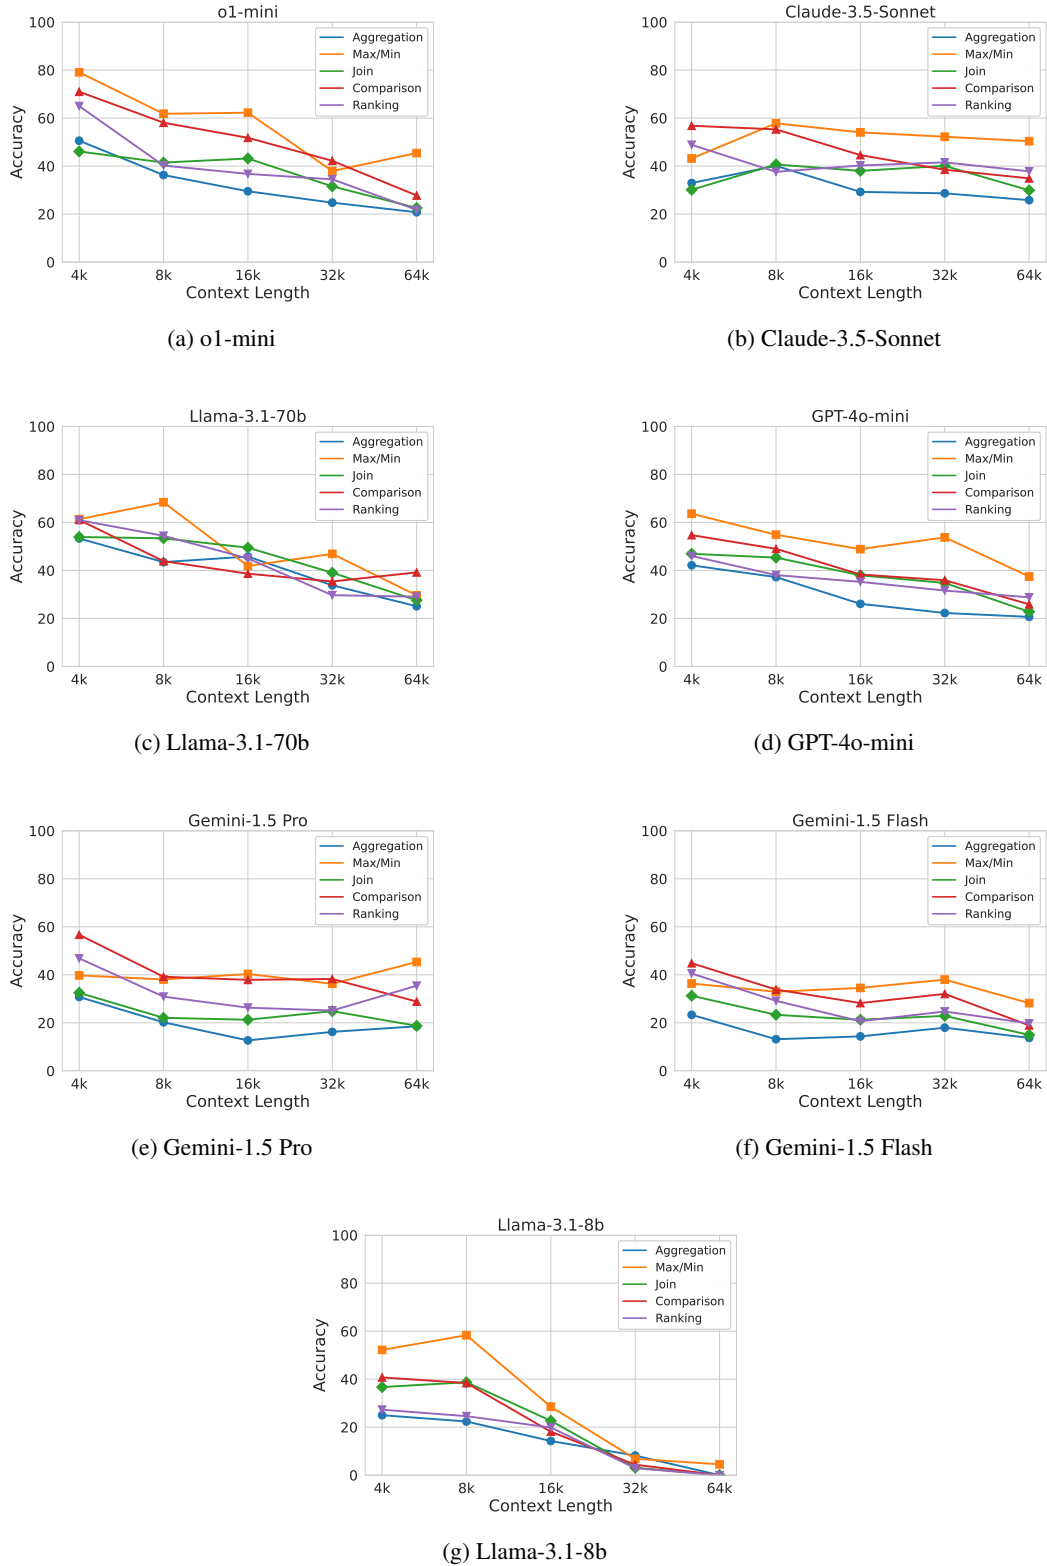 o1-mini
100
80
60
40
20
0
Accuracy
4k 8k 16k 32k 64k
Context Length
Aggregation
Max/Min
Join
Comparison
Ranking
(a) o1-mini
Claude-3.5-Sonnet
100
80
60
40
20
0
Accuracy
4k 8k 16k 32k 64k
Context Length
Aggregation
Max/Min
Join
Comparison
Ranking
(b) Claude-3.5-Sonnet
Llama-3.1-70b
100
80
60
40
20
0
Accuracy
4k 8k 16k 32k 64k
Context Length
Aggregation
Max/Min
Join
Comparison
Ranking
(c) Llama-3.1-70b
GPT-4o-mini
100
80
60
40
20
0
Accuracy
4k 8k 16k 32k 64k
Context Length
Aggregation
Max/Min
Join
Comparison
Ranking
(d) GPT-4o-mini
Gemini-1.5 Pro
100
80
60
40
20
0
Accuracy
4k 8k 16k 32k 64k
Context Length
Aggregation
Max/Min
Join
Comparison
Ranking
(e) Gemini-1.5 Pro
Gemini-1.5 Flash
100
80
60
40
20
0
Accuracy
4k 8k 16k 32k 64k
Context Length
Aggregation
Max/Min
Join
Comparison
Ranking
(f) Gemini-1.5 Flash
Llama-3.1-8b
100
80
60
40
20
0
Accuracy
4k 8k 16k 32k 64k
Context Length
Aggregation
Max/Min
Join
Comparison
Ranking
(g) Llama-3.1-8b